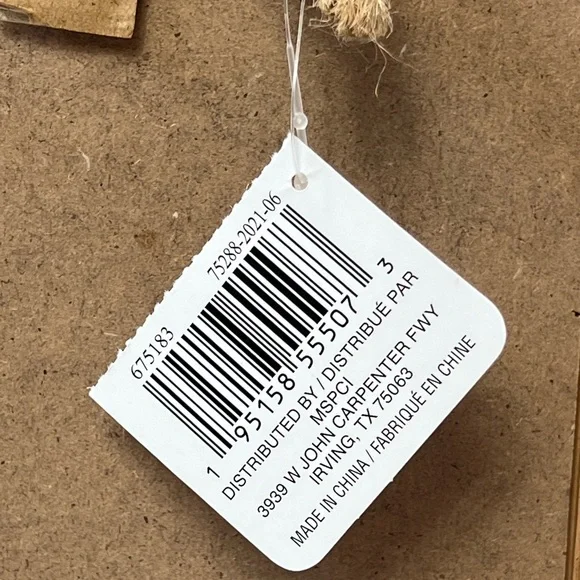 675183 75288-2021-06
1 95158 55507 3
DISTRIBUTED BY / DISTRIBUÉ PAR
MSPCI
3939 W JOHN CARPENTER FWY
IRVING, TX 75063
MADE IN CHINA / FABRIQUÉ EN CHINE